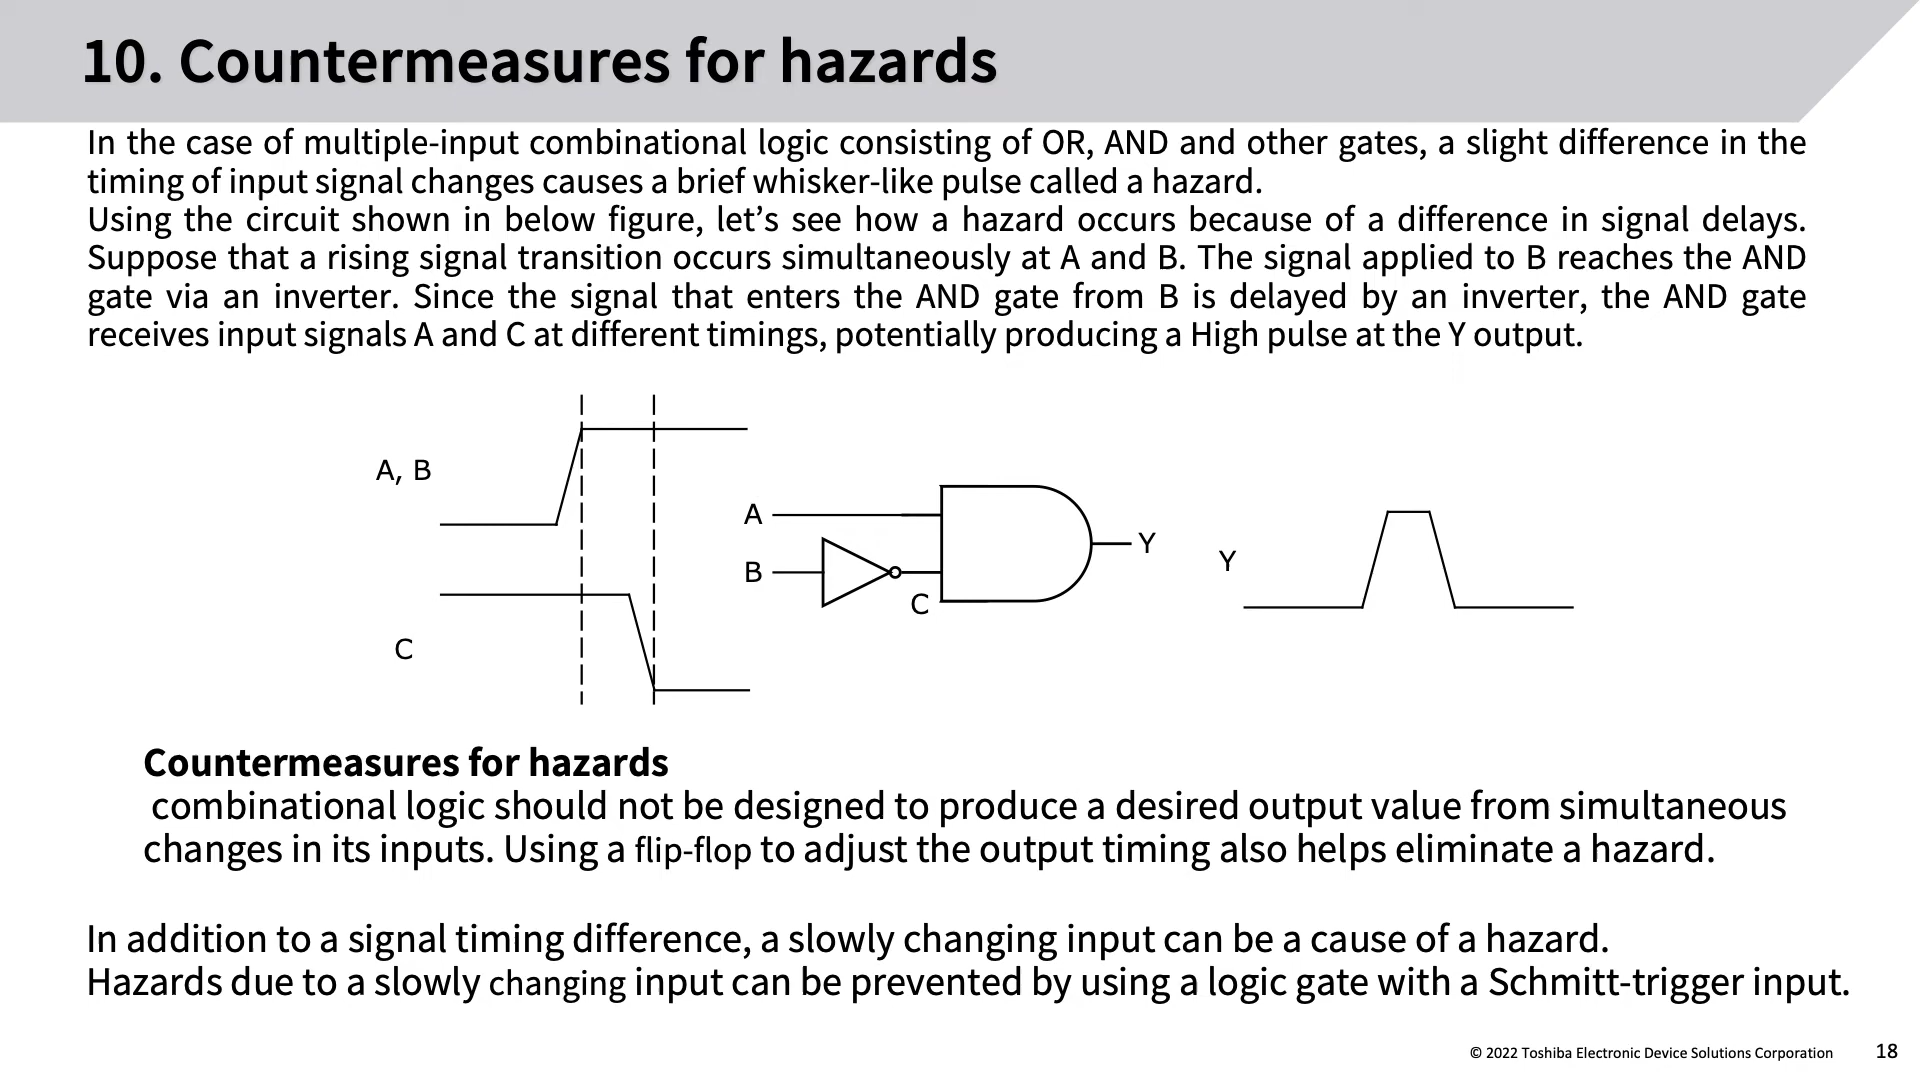 10. Countermeasures for hazards
In the case of multiple-input combinational logic consisting of OR, AND and other gates, a slight difference in the
timing of input signal changes causes a brief whisker-like pulse called a hazard.
Using the circuit shown in below figure, let’s see how a hazard occurs because of a difference in signal delays.
Suppose that a rising signal transition occurs simultaneously at A and B. The signal applied to B reaches the AND
gate via an inverter. Since the signal that enters the AND gate from B is delayed by an inverter, the AND gate
receives input signals A and C at different timings, potentially producing a High pulse at the Y output.
A, B
C
A
B
C
Y
Y
Countermeasures for hazards
combinational logic should not be designed to produce a desired output value from simultaneous
changes in its inputs. Using a flip-flop to adjust the output timing also helps eliminate a hazard.
In addition to a signal timing difference, a slowly changing input can be a cause of a hazard.
Hazards due to a slowly changing input can be prevented by using a logic gate with a Schmitt-trigger input.
© 2022 Toshiba Electronic Device Solutions Corporation
18